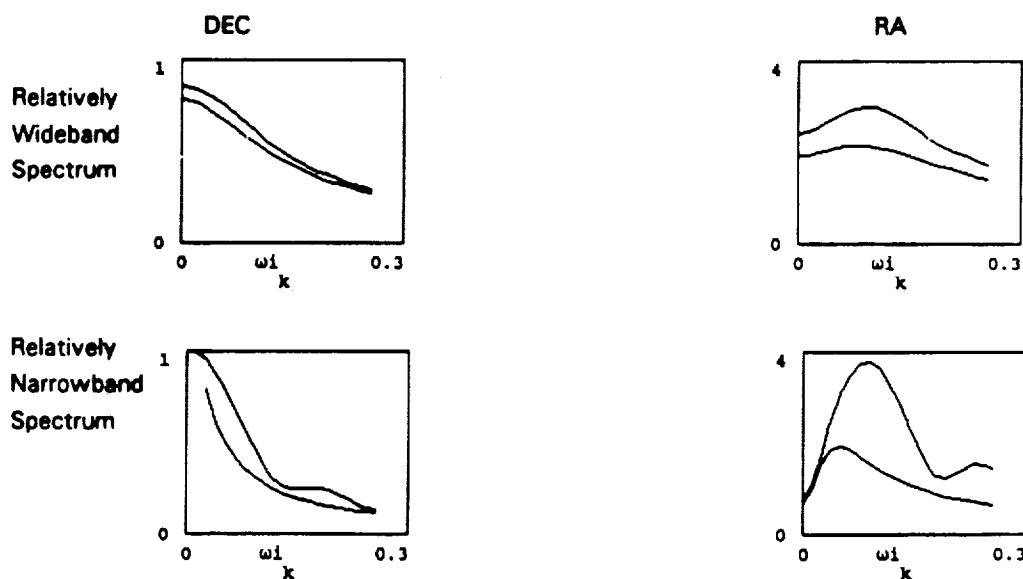 DEC
RA
Relatively
Wideband
Spectrum
1
0
0 ωi 0.3
k
4
0
0 ωi 0.3
k
Relatively
Narrowband
Spectrum
1
0
0 ωi 0.3
k
4
0
0 ωi 0.3
k